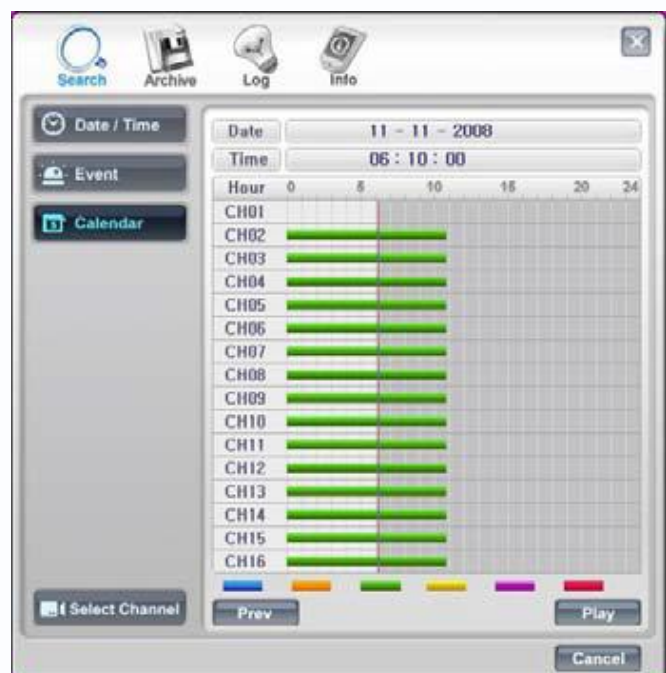 Search Archive Log Info
Date / Time
Event
Calendar
Date 11 - 11 - 2008
Time 06 : 10 : 00
Hour 0 5 10 15 20 24
CH01
CH02
CH03
CH04
CH05
CH06
CH07
CH08
CH09
CH10
CH11
CH12
CH13
CH14
CH15
CH16
Select Channel
Prev Play
Cancel